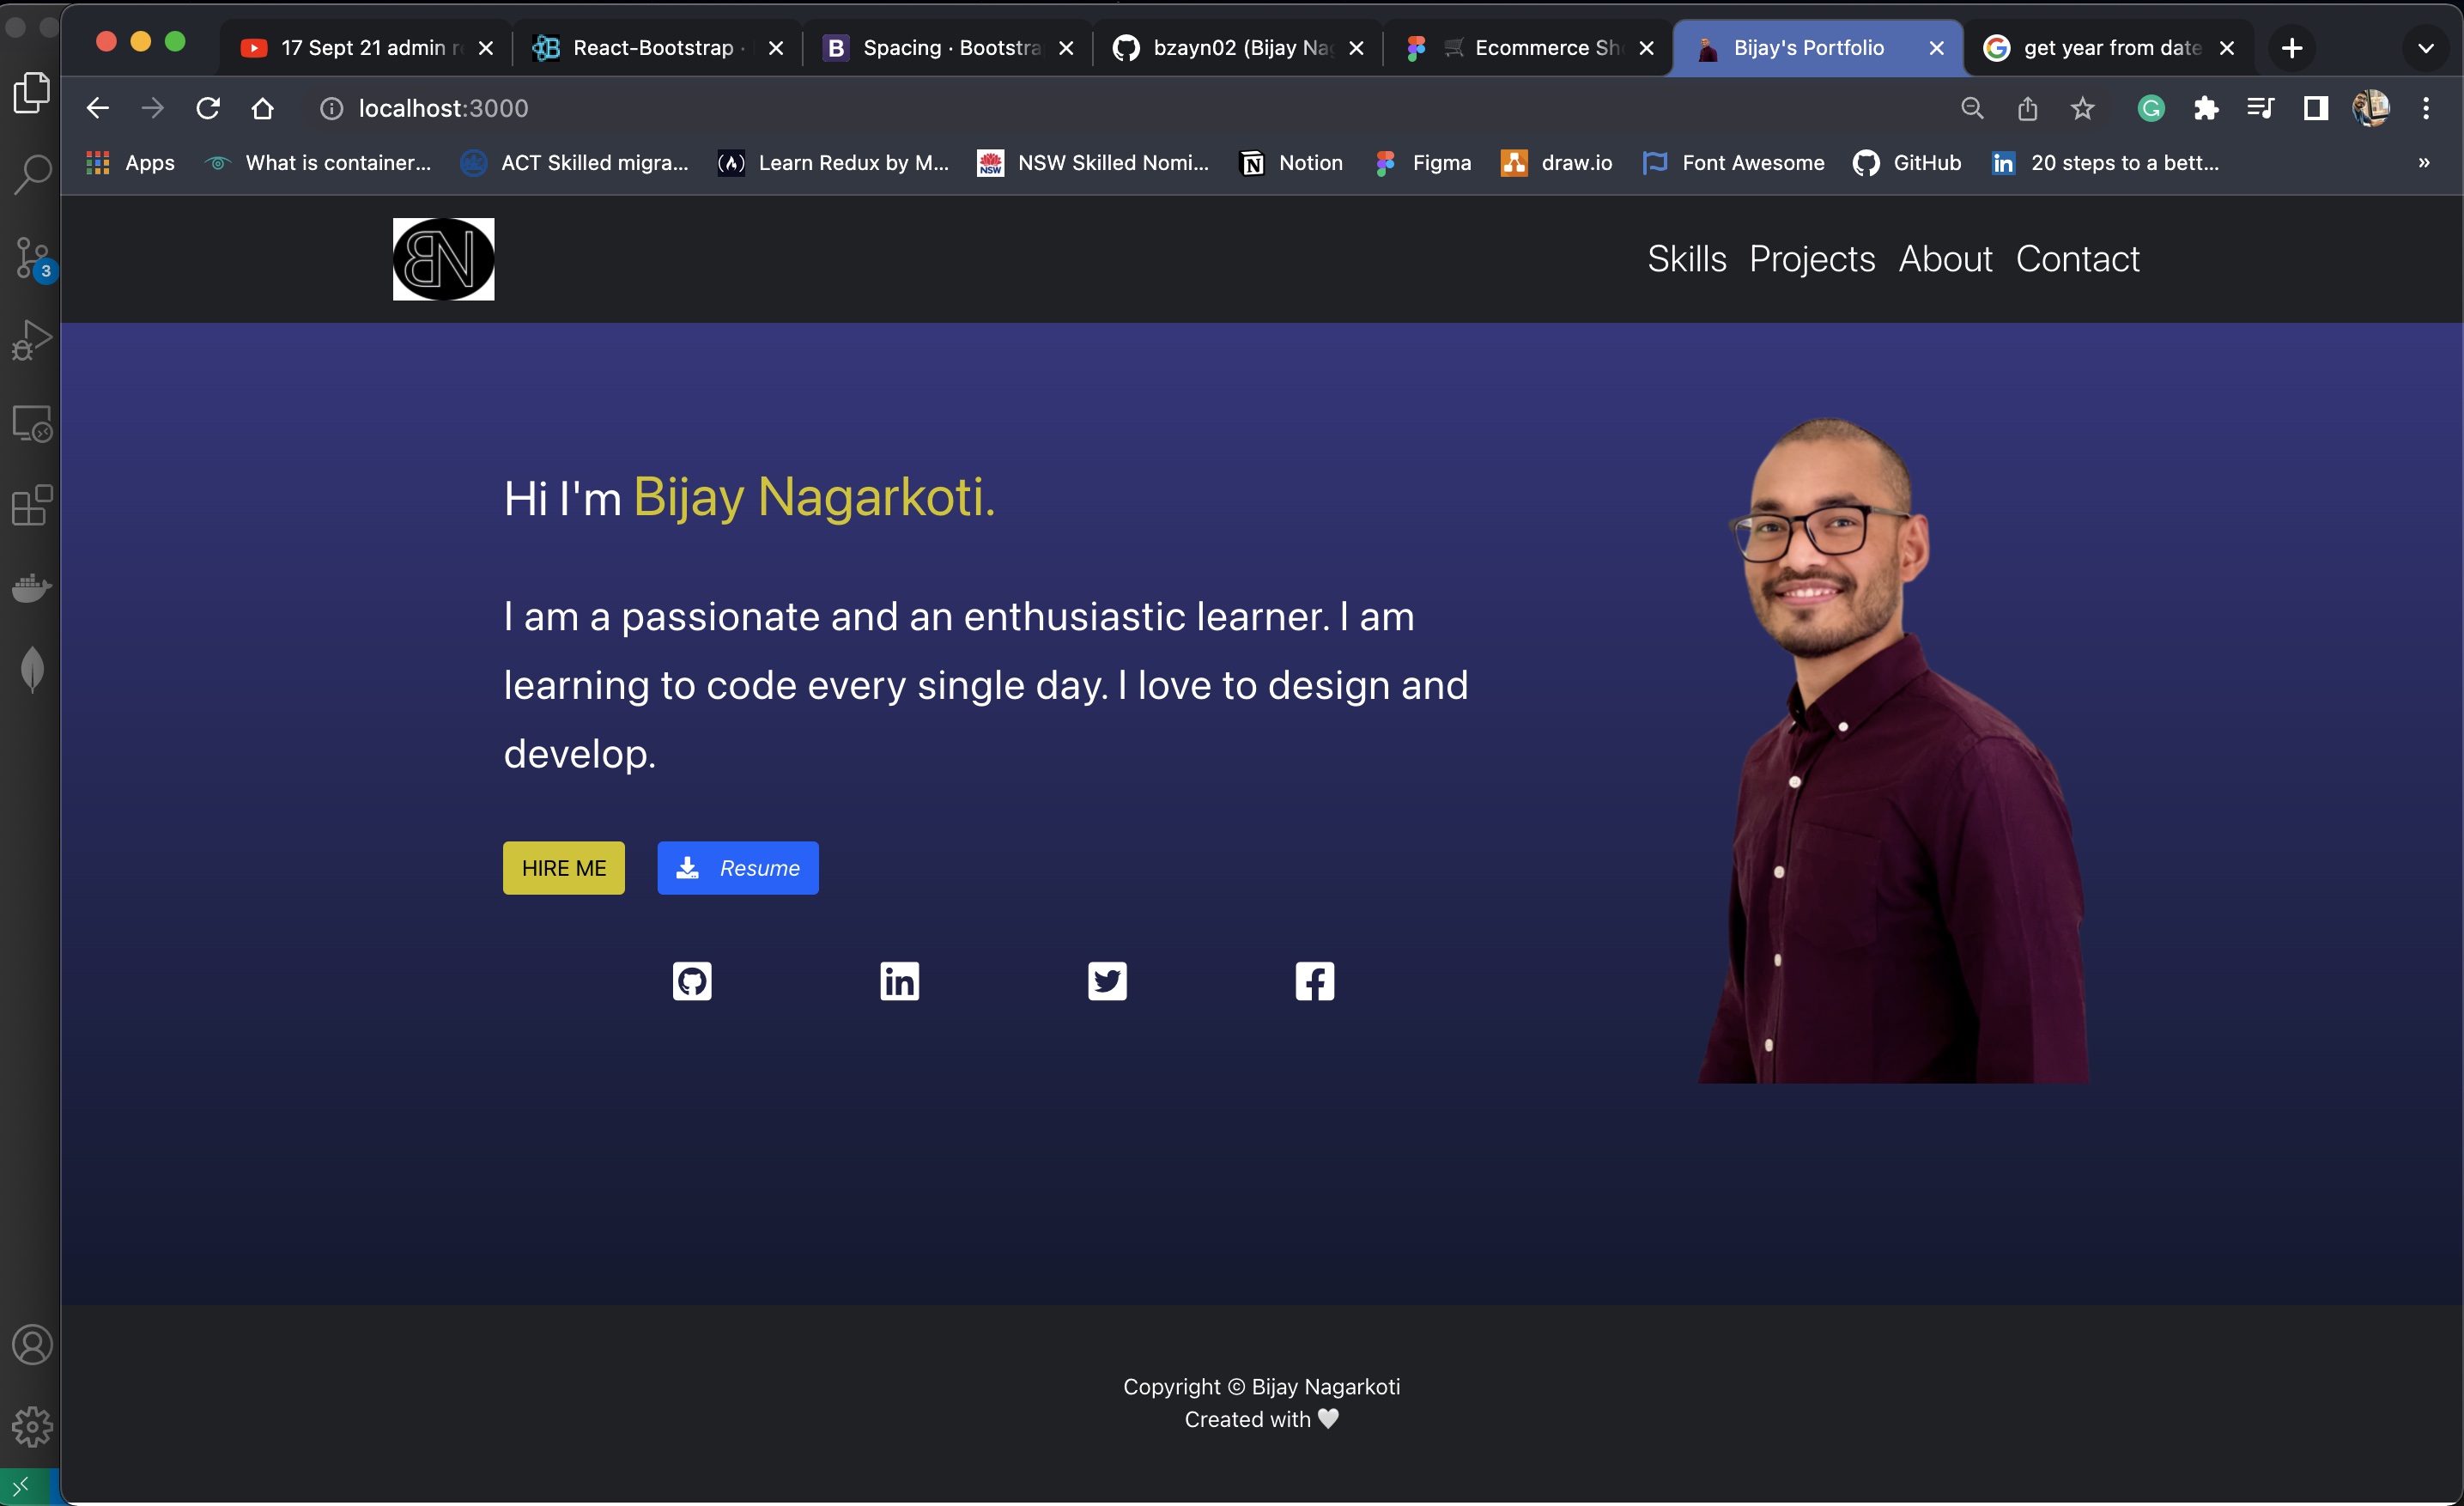 17 Sept 21 admin
React-Bootstrap
Spacing · Bootstra
bzayn02 (Bijay Nag
Ecommerce Sh
Bijay's Portfolio
get year from date
localhost:3000
Apps
What is container...
ACT Skilled migra...
Learn Redux by M...
NSW
NSW Skilled Nomi...
Notion
Figma
draw.io
Font Awesome
GitHub
20 steps to a bett...
3
BN
Skills Projects About Contact
Hi I'm Bijay Nagarkoti.
I am a passionate and an enthusiastic learner. I am
learning to code every single day. I love to design and
develop.
HIRE ME
Resume
Copyright © Bijay Nagarkoti
Created with 🤍